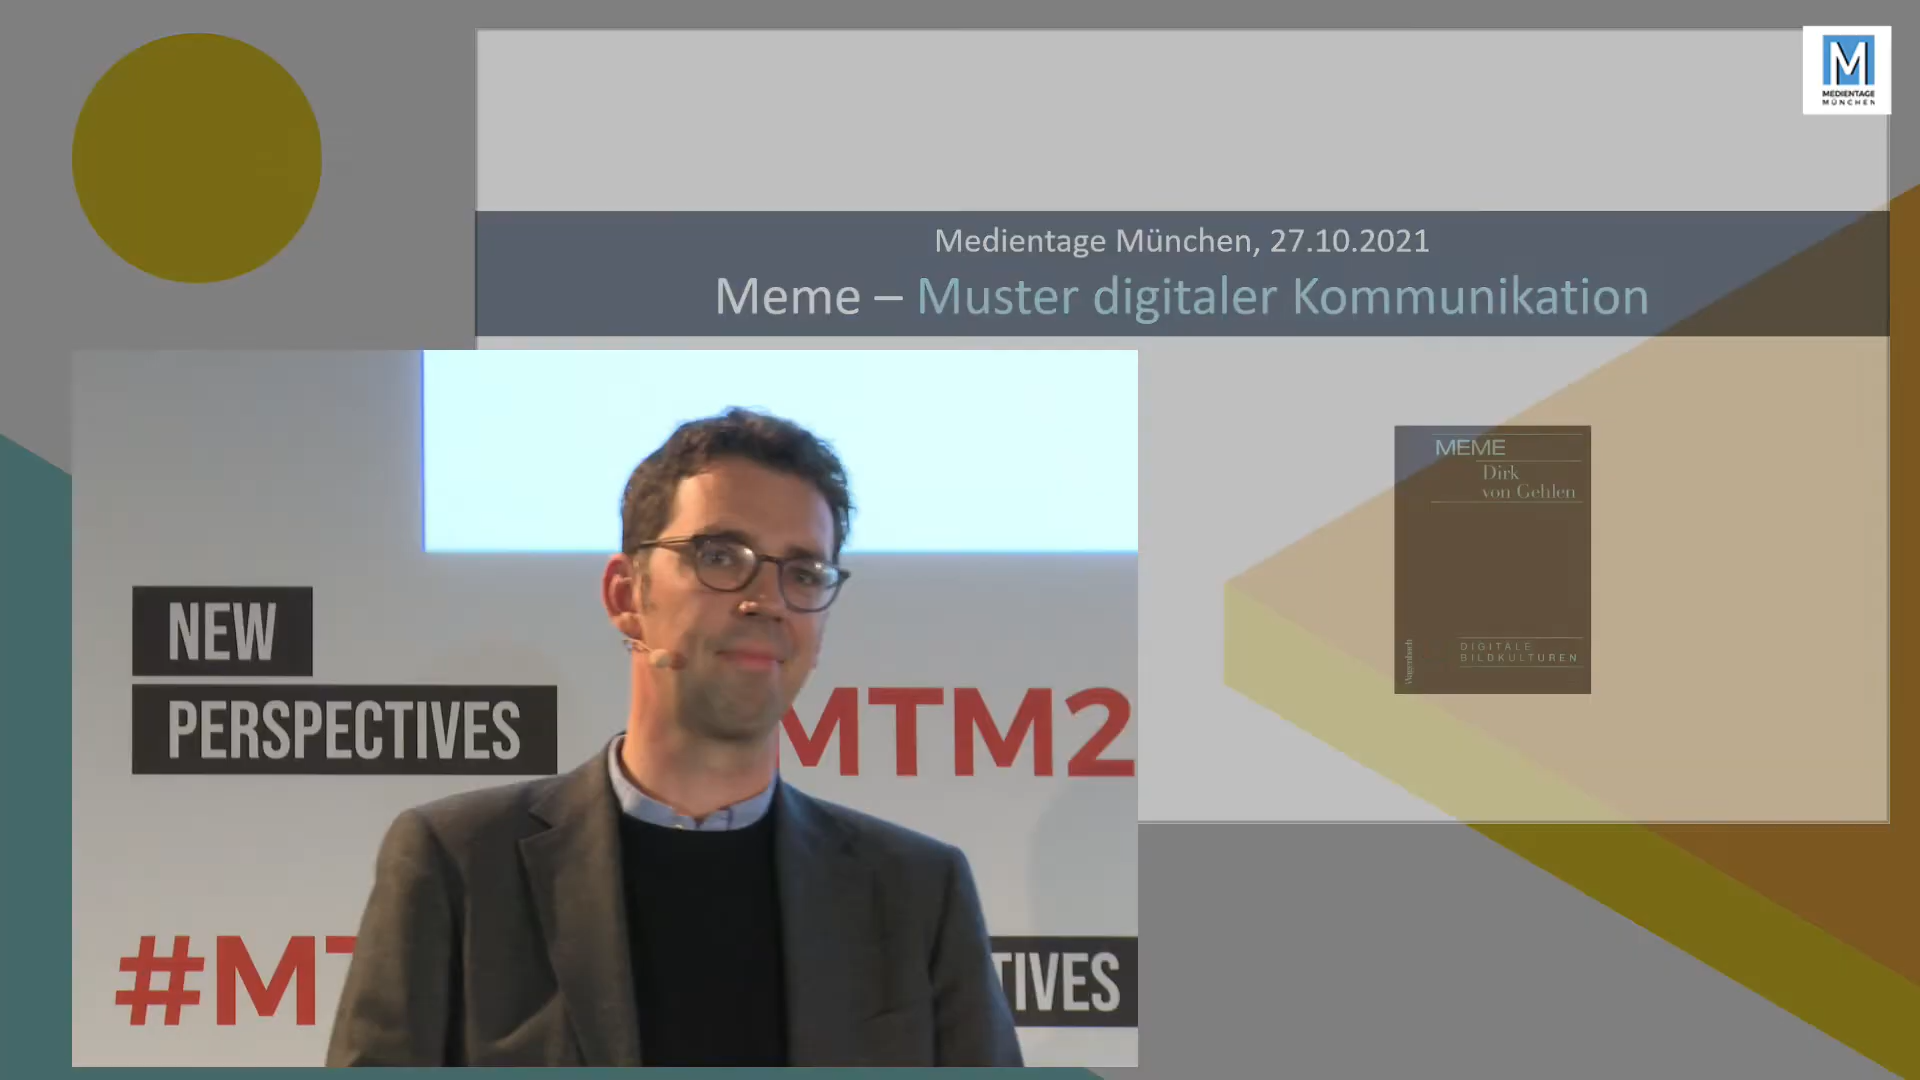 M
MEDIENTAGE
MÜNCHEN
Medientage München, 27.10.2021
Meme – Muster digitaler Kommunikation
MEME
Dirk
von Gehlen
DIGITALE
BILDKULTUREN
Wagenbach
NEW
PERSPECTIVES
MTM2
#MT
TIVES